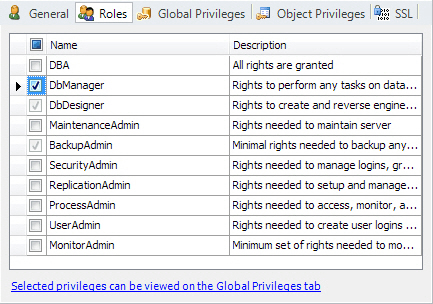 General Roles Global Privileges Object Privileges SSL
Name Description
DBA All rights are granted
DbManager Rights to perform any tasks on data...
DbDesigner Rights to create and reverse engine...
MaintenanceAdmin Rights needed to maintain server
BackupAdmin Minimal rights needed to backup any...
SecurityAdmin Rights needed to manage logins, gr...
ReplicationAdmin Rights needed to setup and manage...
ProcessAdmin Rights needed to access, monitor, a...
UserAdmin Rights needed to create user logins ...
MonitorAdmin Minimum set of rights needed to mo...
Selected privileges can be viewed on the Global Privileges tab